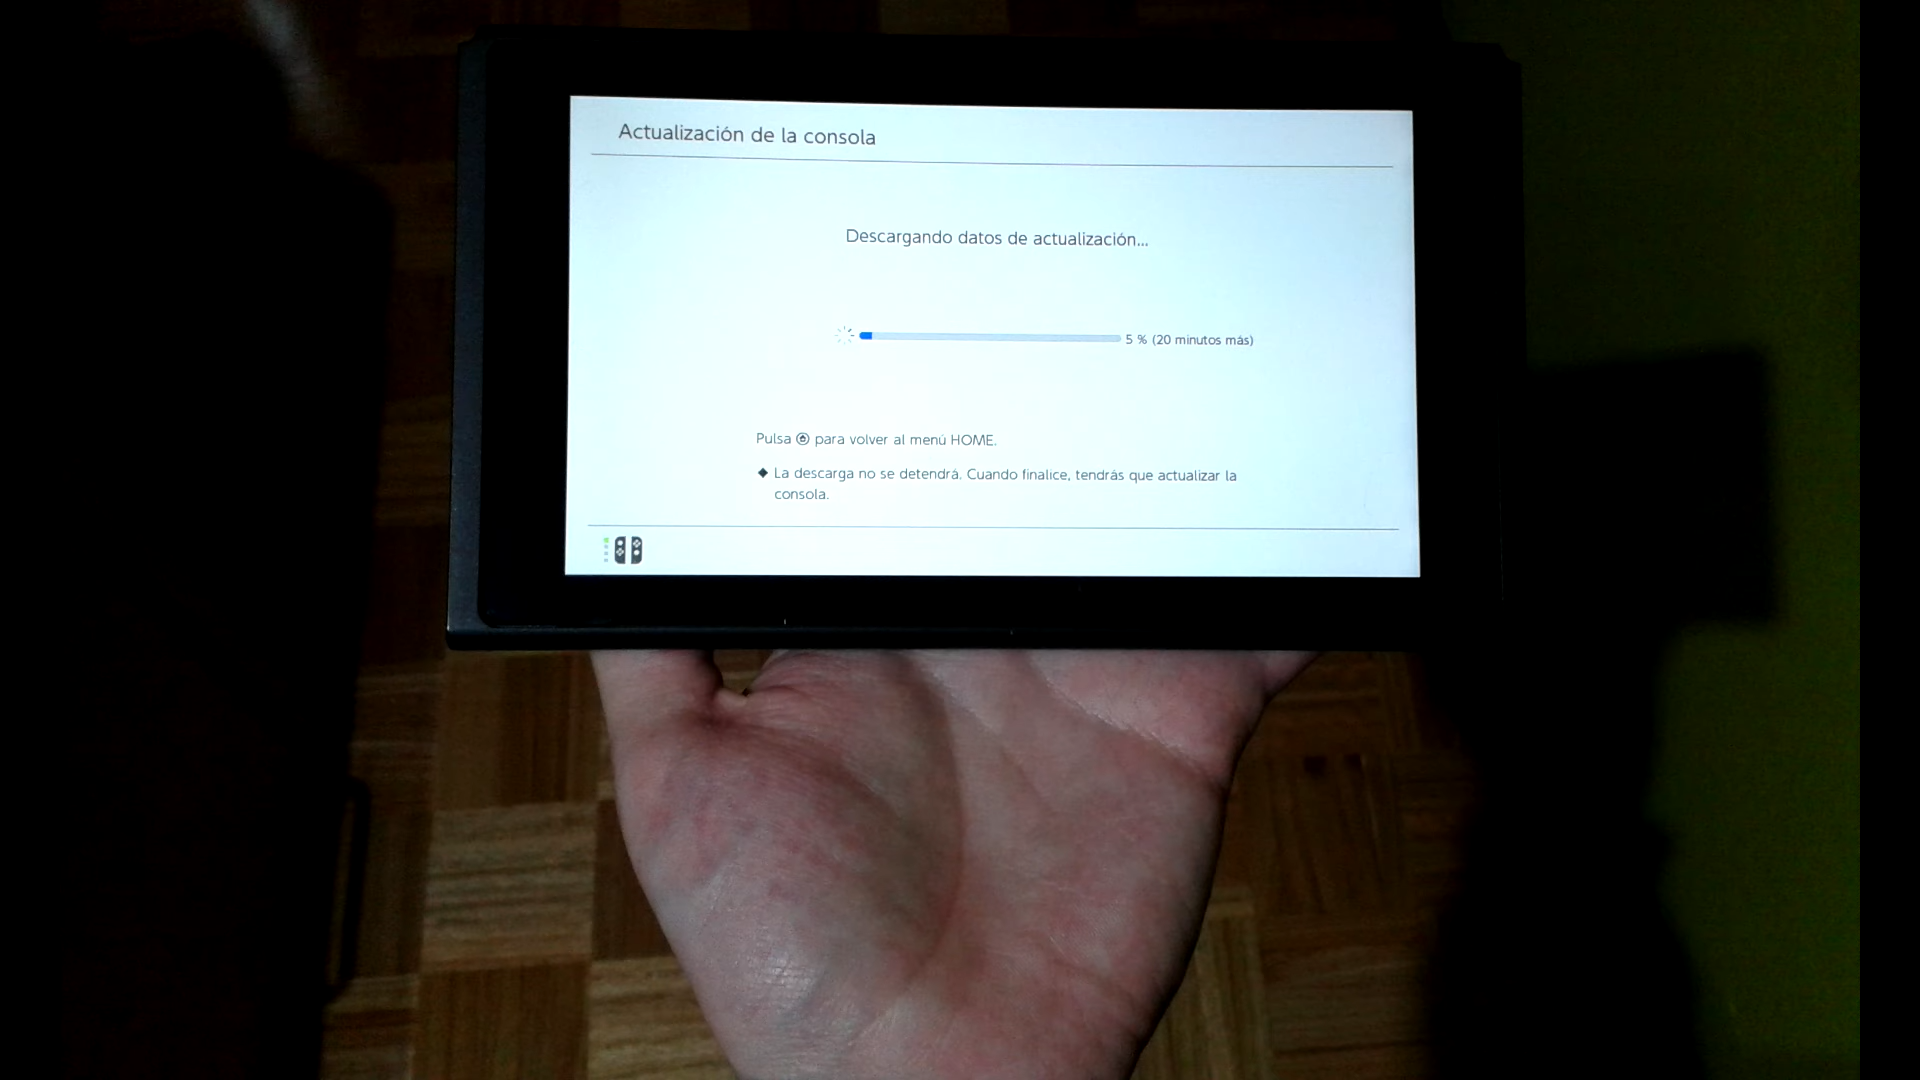 Actualización de la consola
Descargando datos de actualización...
5 % (20 minutos más)
Pulsa para volver al menú HOME.
La descarga no se detendrá. Cuando finalice, tendrás que actualizar la
consola.